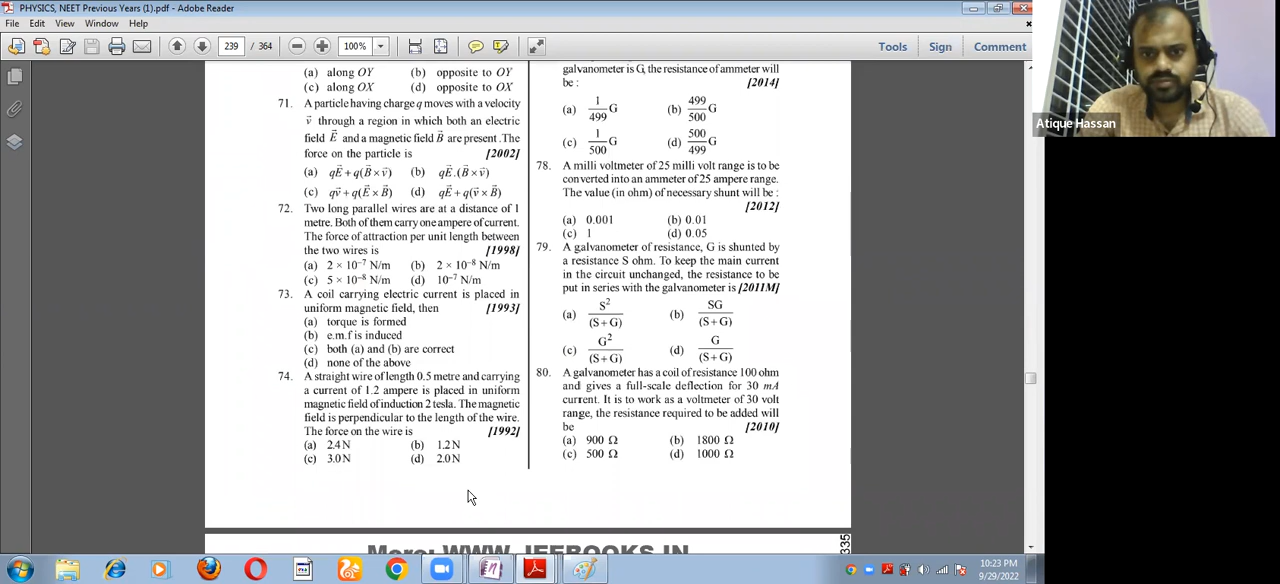 PHYSICS, NEET Previous Years (1).pdf - Adobe Reader
File Edit View Window Help
239 / 364 100% Tools Sign Comment
(a) along OY (b) opposite to OY
(c) along OX (d) opposite to OX
71. A particle having charge q moves with a velocity
v⃗ through a region in which both an electric
field E⃗ and a magnetic field B⃗ are present .The
force on the particle is [2002]
(a) qE⃗ + q(B⃗ × v⃗) (b) qE⃗ .(B⃗ × v⃗)
(c) qv⃗ + q(E⃗ × B⃗) (d) qE⃗ + q(v⃗ × B⃗)
72. Two long parallel wires are at a distance of 1
metre. Both of them carry one ampere of current.
The force of attraction per unit length between
the two wires is [1998]
(a) 2 × 10⁻⁷ N/m (b) 2 × 10⁻⁸ N/m
(c) 5 × 10⁻⁸ N/m (d) 10⁻⁷ N/m
73. A coil carrying electric current is placed in
uniform magnetic field, then [1993]
(a) torque is formed
(b) e.m.f is induced
(c) both (a) and (b) are correct
(d) none of the above
74. A straight wire of length 0.5 metre and carrying
a current of 1.2 ampere is placed in uniform
magnetic field of induction 2 tesla. The magnetic
field is perpendicular to the length of the wire.
The force on the wire is [1992]
(a) 2.4 N (b) 1.2 N
(c) 3.0 N (d) 2.0 N
galvanometer is G, the resistance of ammeter will
be : [2014]
(a) 1/499 G (b) 499/500 G
(c) 1/500 G (d) 500/499 G
78. A milli voltmeter of 25 milli volt range is to be
converted into an ammeter of 25 ampere range.
The value (in ohm) of necessary shunt will be :
[2012]
(a) 0.001 (b) 0.01
(c) 1 (d) 0.05
79. A galvanometer of resistance, G is shunted by
a resistance S ohm. To keep the main current
in the circuit unchanged, the resistance to be
put in series with the galvanometer is [2011M]
(a) S²/(S+G) (b) SG/(S+G)
(c) G²/(S+G) (d) G/(S+G)
80. A galvanometer has a coil of resistance 100 ohm
and gives a full-scale deflection for 30 mA
current. It is to work as a voltmeter of 30 volt
range, the resistance required to be added will
be [2010]
(a) 900 Ω (b) 1800 Ω
(c) 500 Ω (d) 1000 Ω
More: WWW.JEEBOOKS.IN
335
Atique Hassan
10:23 PM
9/29/2022